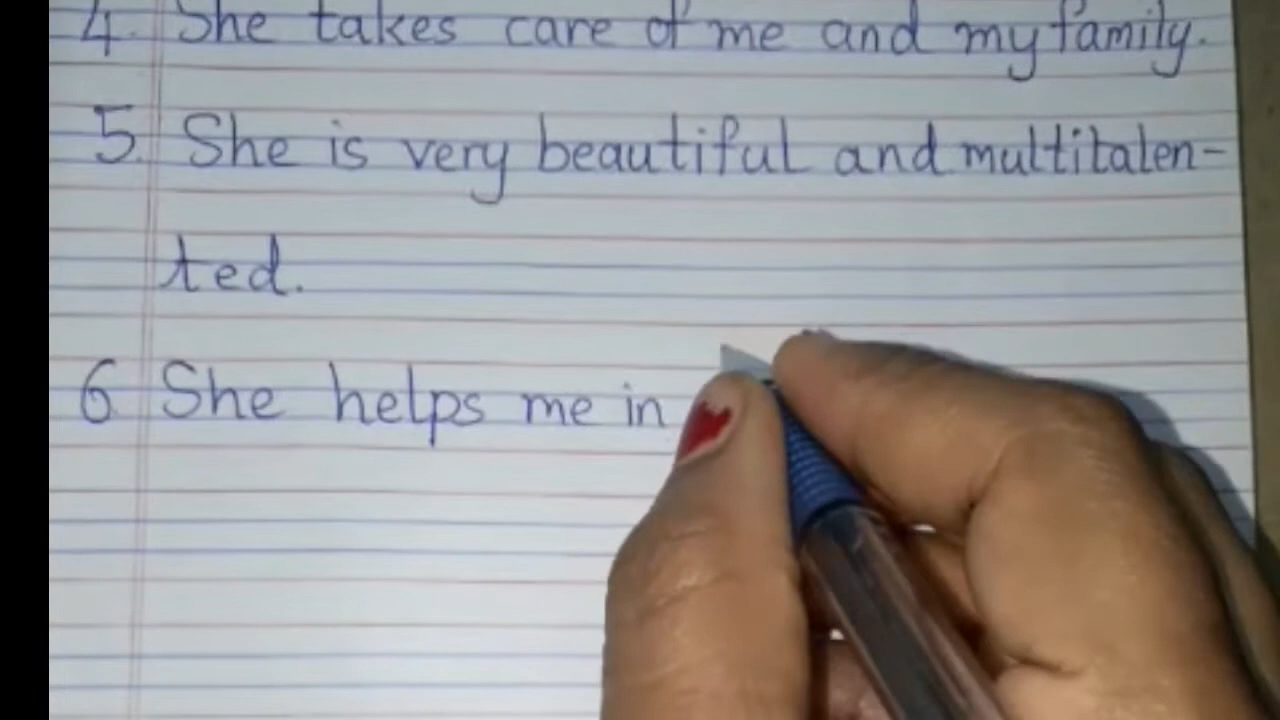 4. She takes care of me and my family.
5. She is very beautiful and multitalen-
ted.
6 She helps me in